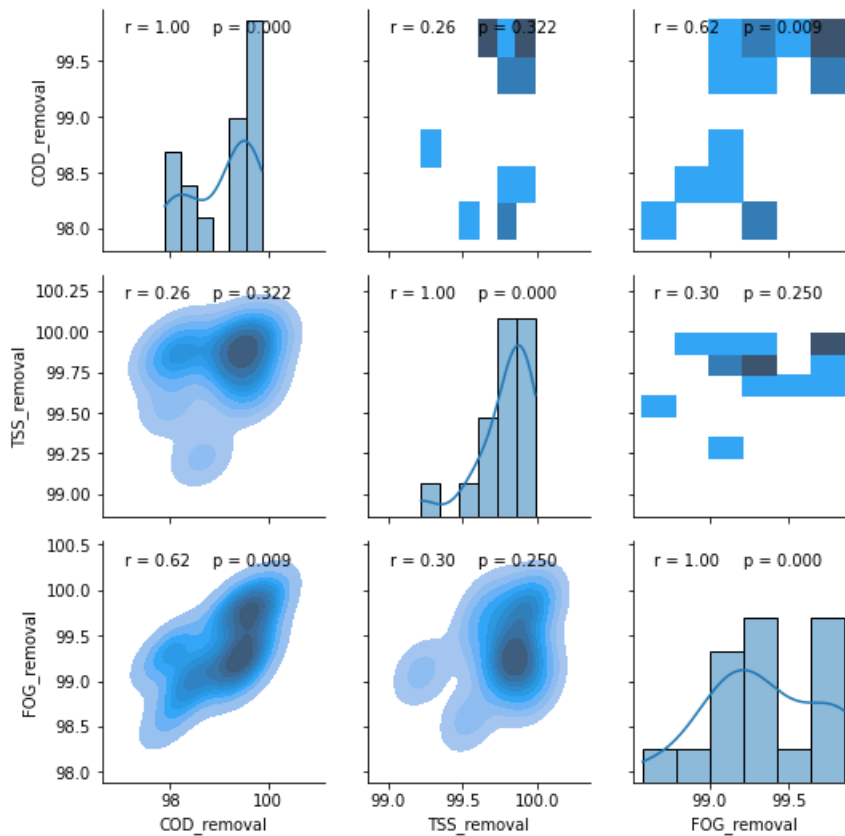 r = 1.00 p = 0.000
r = 0.26 p = 0.322
r = 0.62 p = 0.009
99.5
99.0
98.5
98.0
COD_removal
r = 0.26 p = 0.322
r = 1.00 p = 0.000
r = 0.30 p = 0.250
100.25
100.00
99.75
99.50
99.25
99.00
TSS_removal
r = 0.62 p = 0.009
r = 0.30 p = 0.250
r = 1.00 p = 0.000
100.5
100.0
99.5
99.0
98.5
98.0
FOG_removal
98 100
99.0 99.5 100.0
99.0 99.5
COD_removal
TSS_removal
FOG_removal